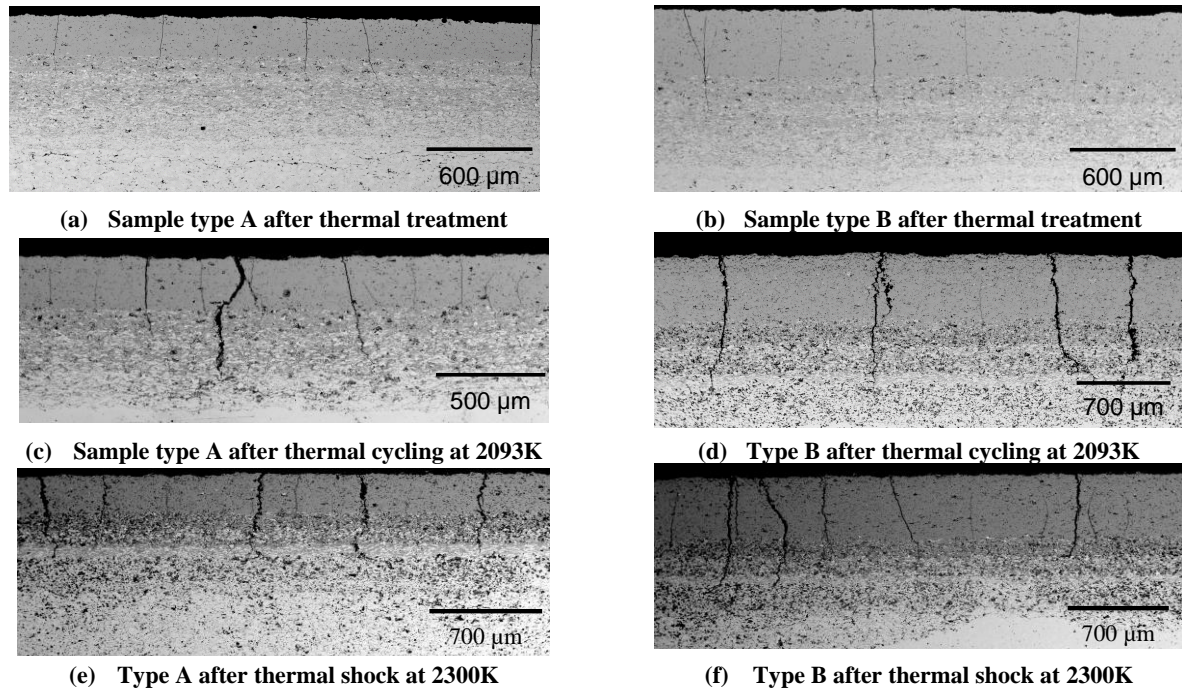 600 µm
600 µm
(a) Sample type A after thermal treatment
(b) Sample type B after thermal treatment
500 µm
700 µm
(c) Sample type A after thermal cycling at 2093K
(d) Type B after thermal cycling at 2093K
700 µm
700 µm
(e) Type A after thermal shock at 2300K
(f) Type B after thermal shock at 2300K